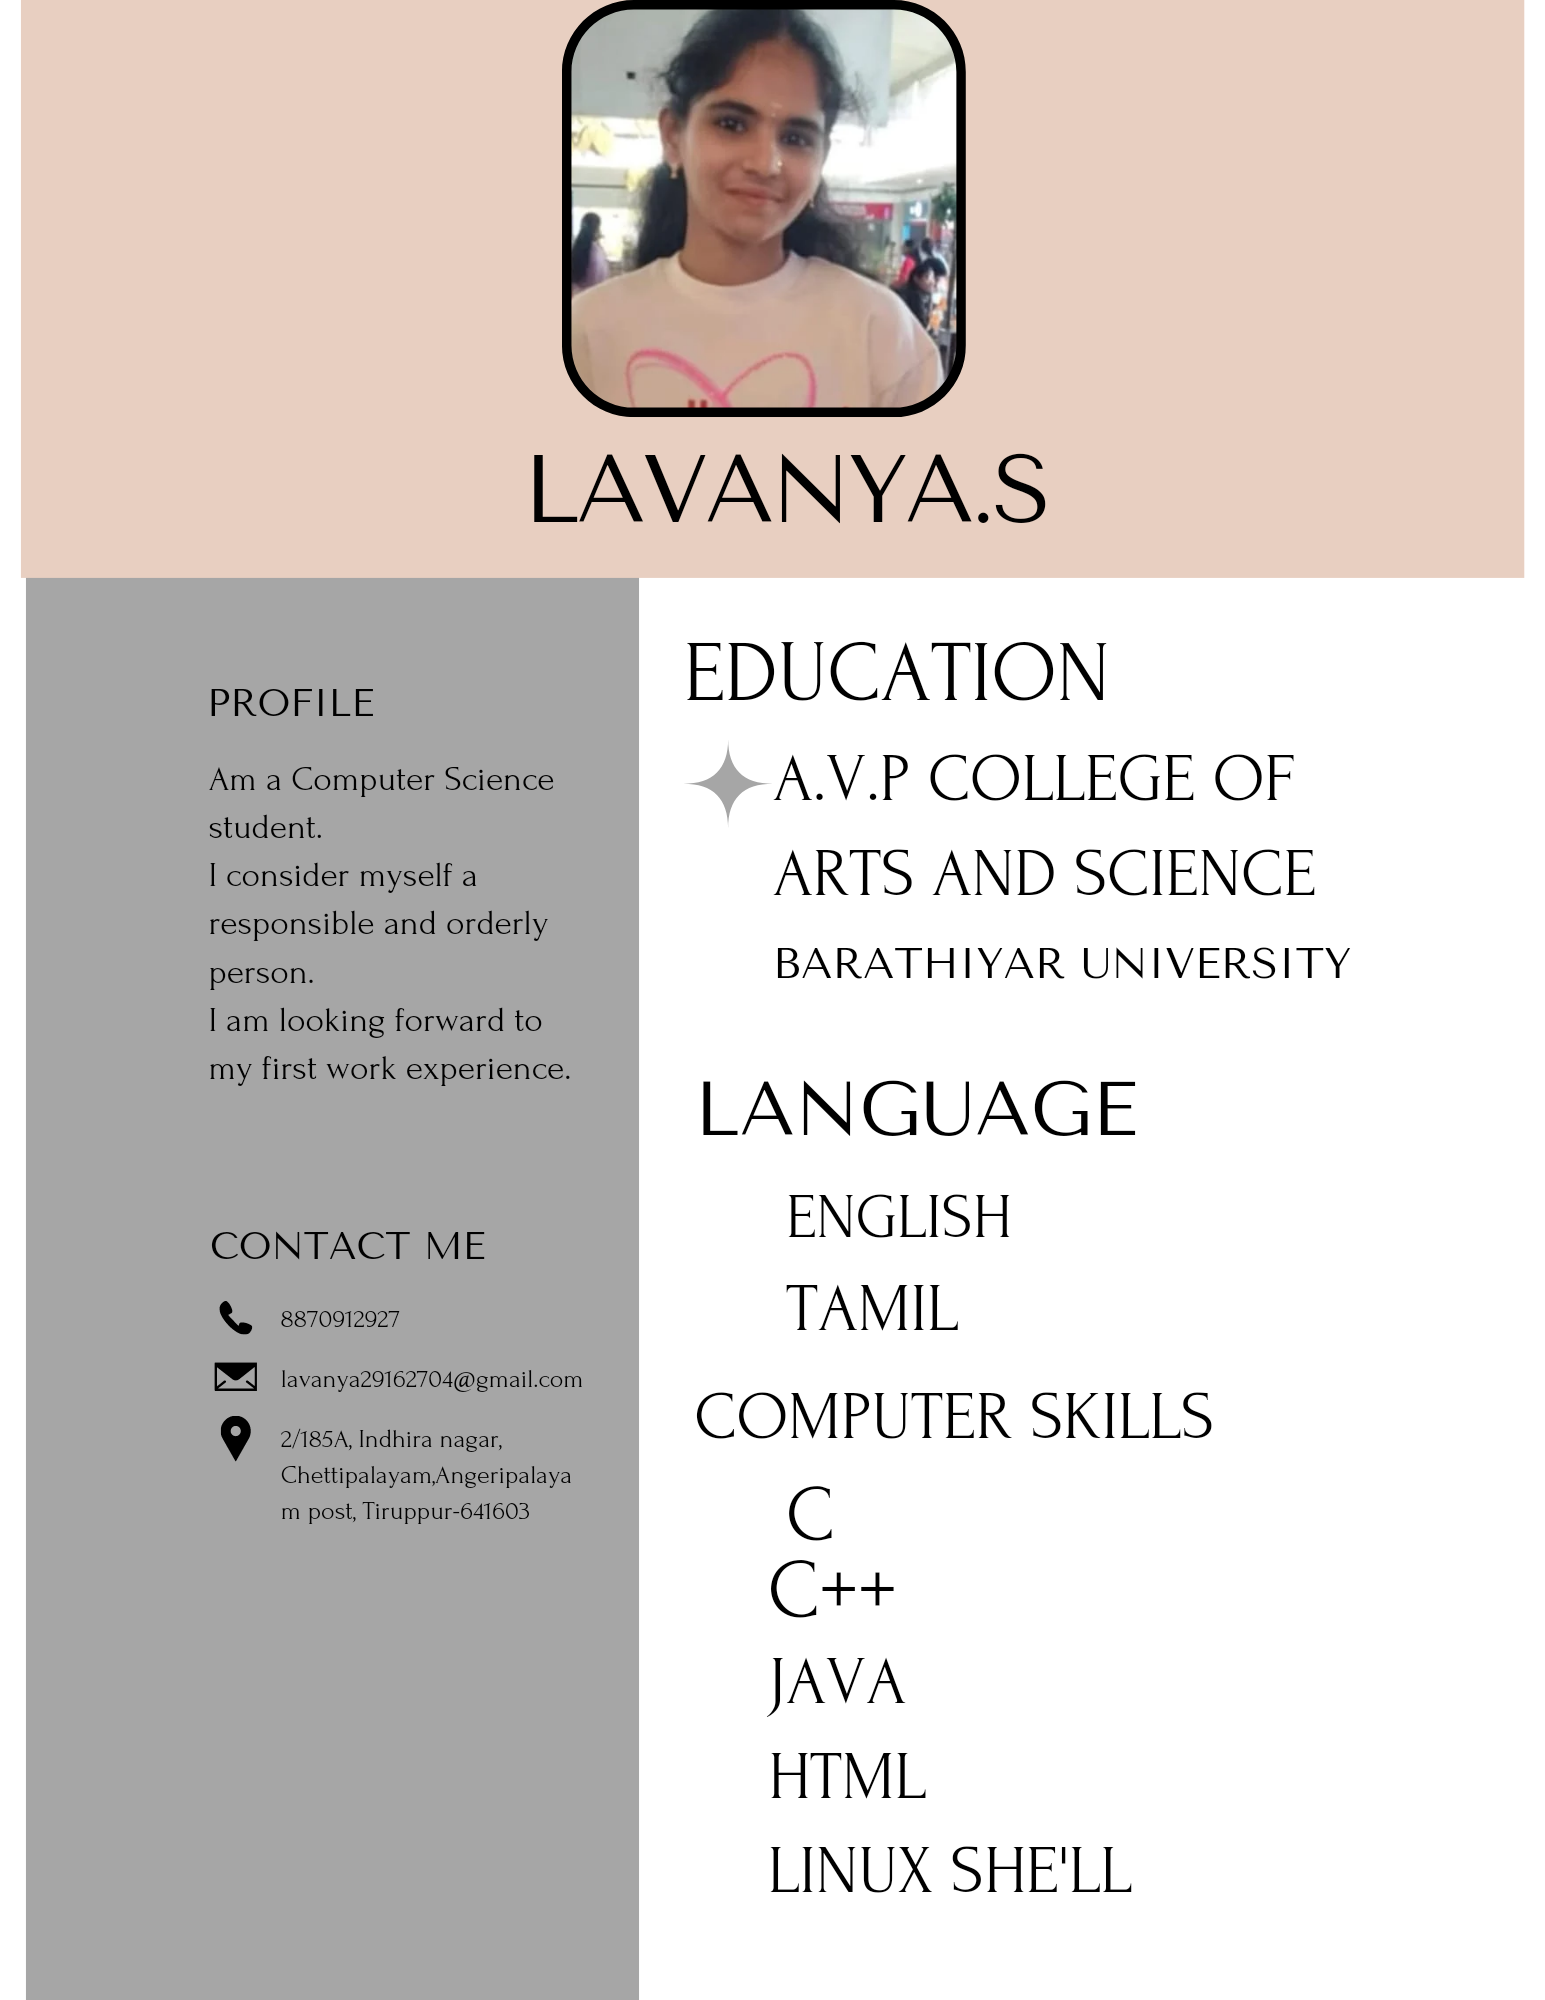 LAVANYA.S
PROFILE
Am a Computer Science
student.
I consider myself a
responsible and orderly
person.
I am looking forward to
my first work experience.
CONTACT ME
8870912927
lavanya29162704@gmail.com
2/185A, Indhira nagar,
Chettipalayam,Angeripalaya
m post, Tiruppur-641603
EDUCATION
A.V.P COLLEGE OF
ARTS AND SCIENCE
BARATHIYAR UNIVERSITY
LANGUAGE
ENGLISH
TAMIL
COMPUTER SKILLS
C
C++
JAVA
HTML
LINUX SHE'LL